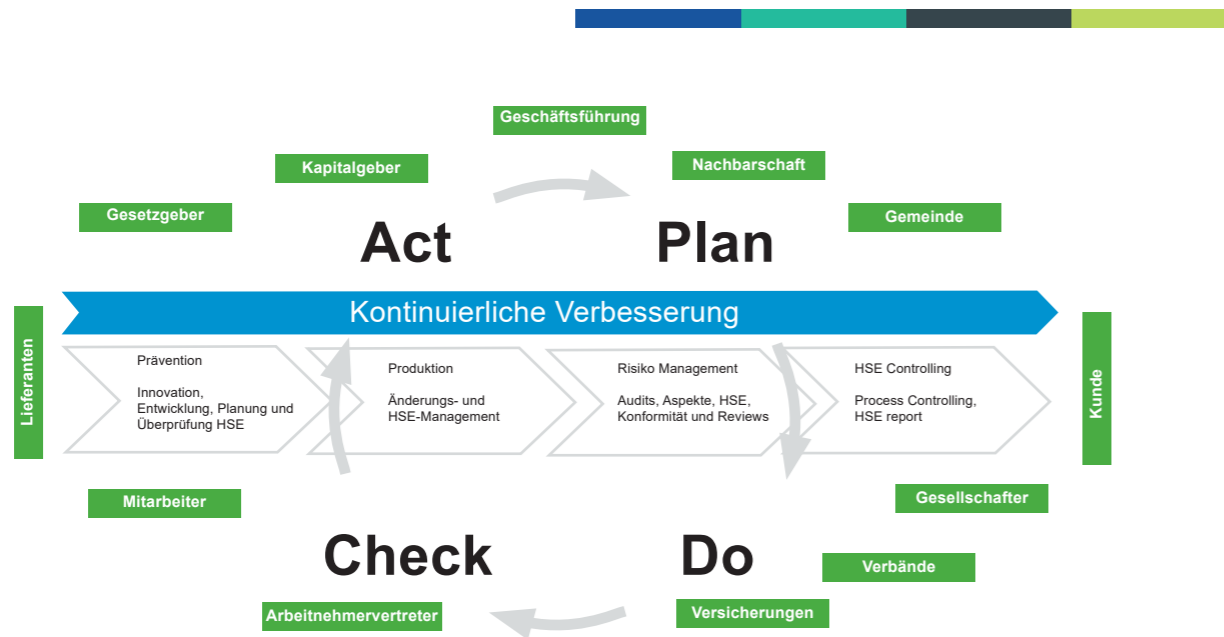 Geschäftsführung
Kapitalgeber
Nachbarschaft
Gesetzgeber
Gemeinde
Act
Plan
Kontinuierliche Verbesserung
Lieferanten
Prävention
Innovation,
Entwicklung, Planung und
Überprüfung HSE
Produktion
Änderungs- und
HSE-Management
Risiko Management
Audits, Aspekte, HSE,
Konformität und Reviews
HSE Controlling
Process Controlling,
HSE report
Kunde
Mitarbeiter
Gesellschafter
Check
Do
Verbände
Arbeitnehmervertreter
Versicherungen